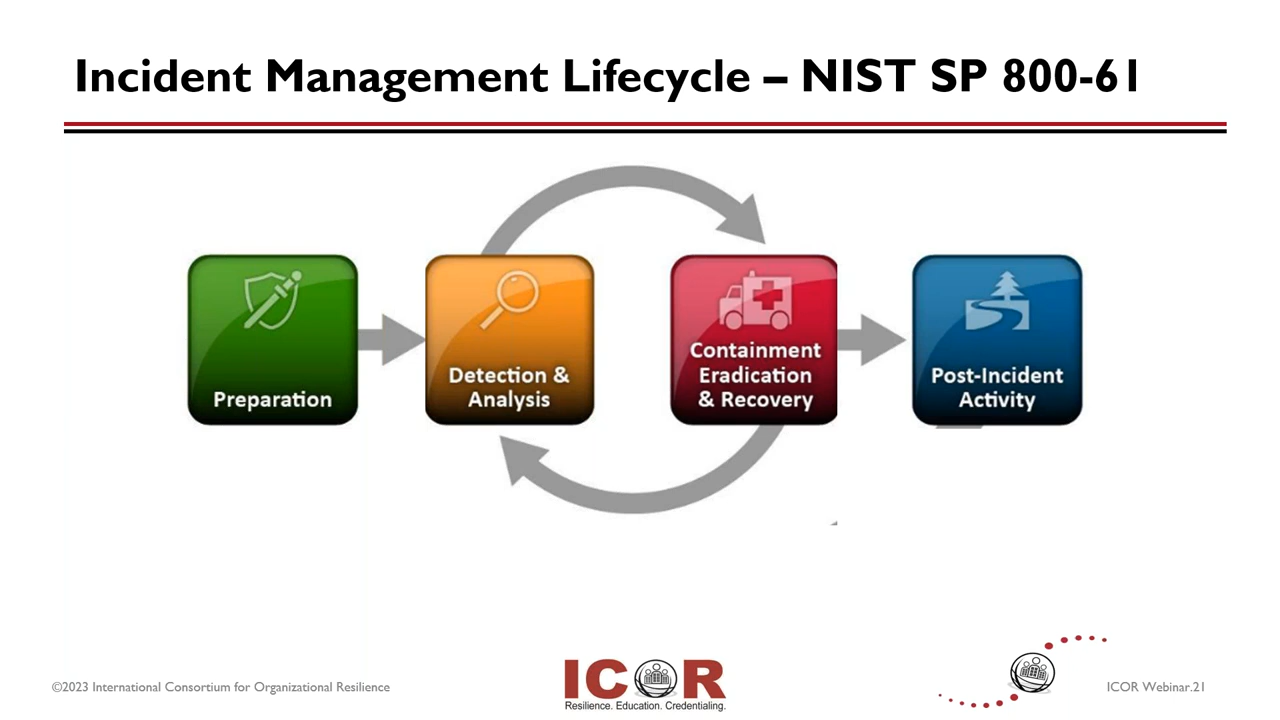 Incident Management Lifecycle – NIST SP 800-61
Preparation
Detection &
Analysis
Containment
Eradication
& Recovery
Post-Incident
Activity
©2023 International Consortium for Organizational Resilience
ICOR
Resilience. Education. Credentialing.
ICOR Webinar.21